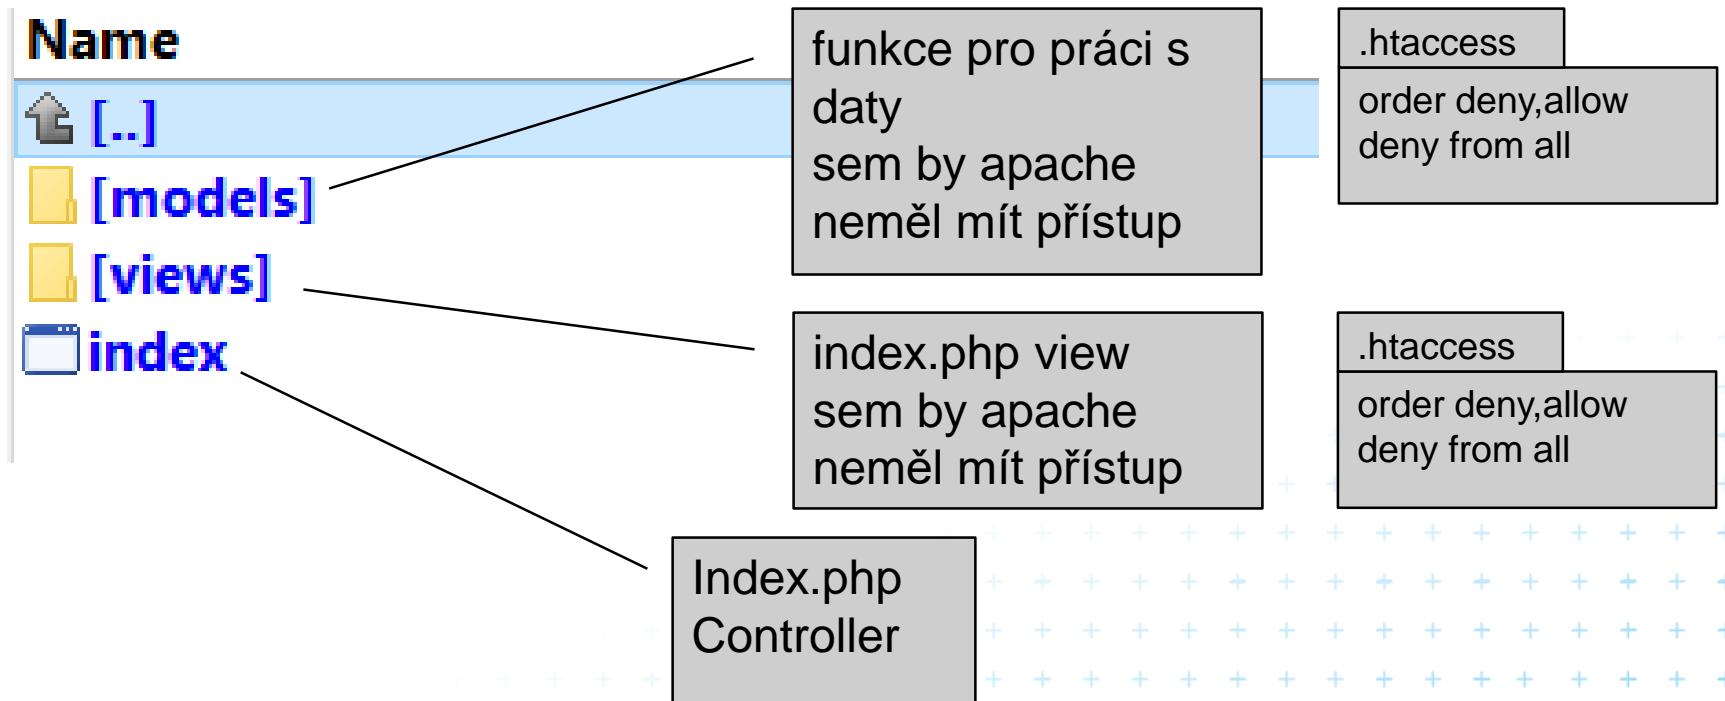 Name
[..]
[models]
[views]
index
funkce pro práci s
daty
sem by apache
neměl mít přístup
.htaccess
order deny,allow
deny from all
index.php view
sem by apache
neměl mít přístup
.htaccess
order deny,allow
deny from all
Index.php
Controller